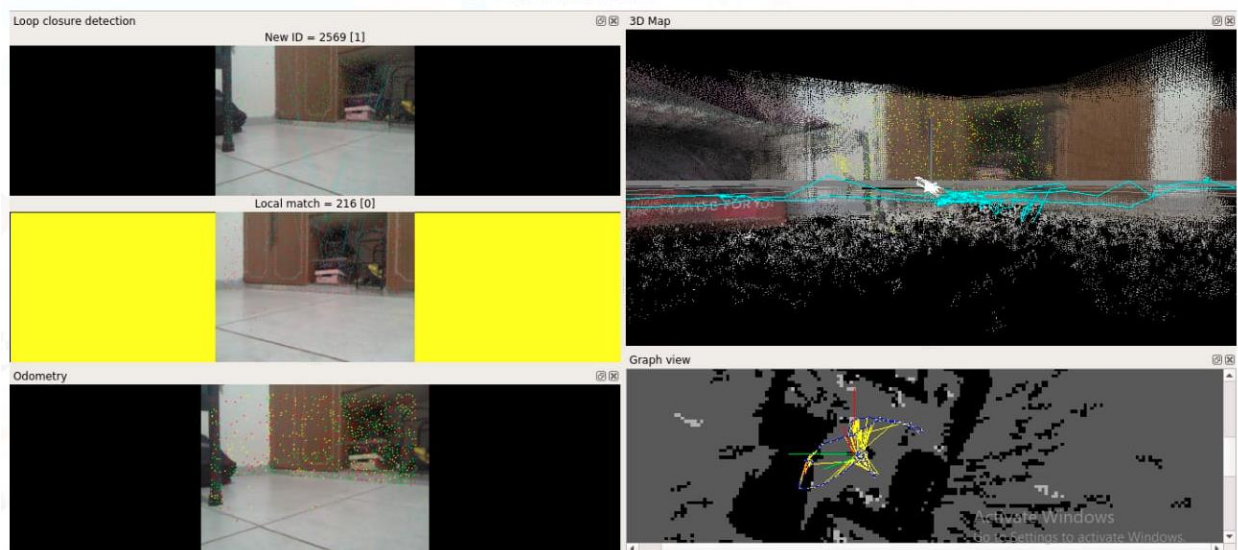 Loop closure detection
New ID = 2569 [1]
Local match = 216 [0]
Odometry
3D Map
Graph view
Activate Windows
Go to Settings to activate Windows.